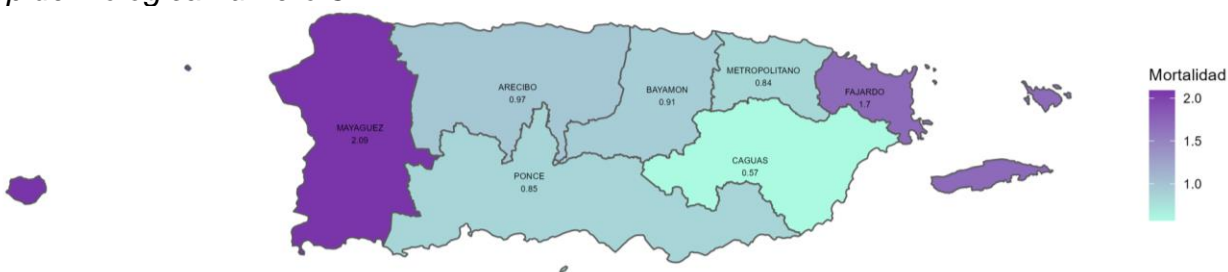 METROPOLITANO
0.84
ARECIBO
0.97
BAYAMON
0.91
FAJARDO
1.7
MAYAGUEZ
2.09
CAGUAS
0.57
PONCE
0.85
Mortalidad
2.0
1.5
1.0